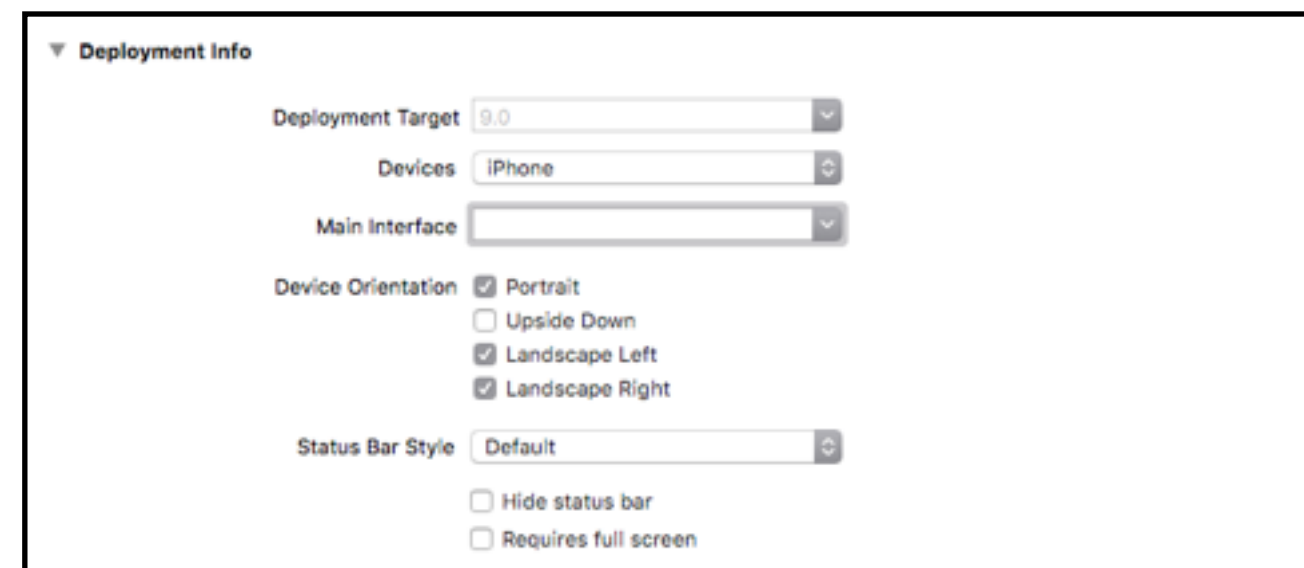 Deployment Info
Deployment Target 9.0
Devices iPhone
Main Interface
Device Orientation Portrait
Upside Down
Landscape Left
Landscape Right
Status Bar Style Default
Hide status bar
Requires full screen